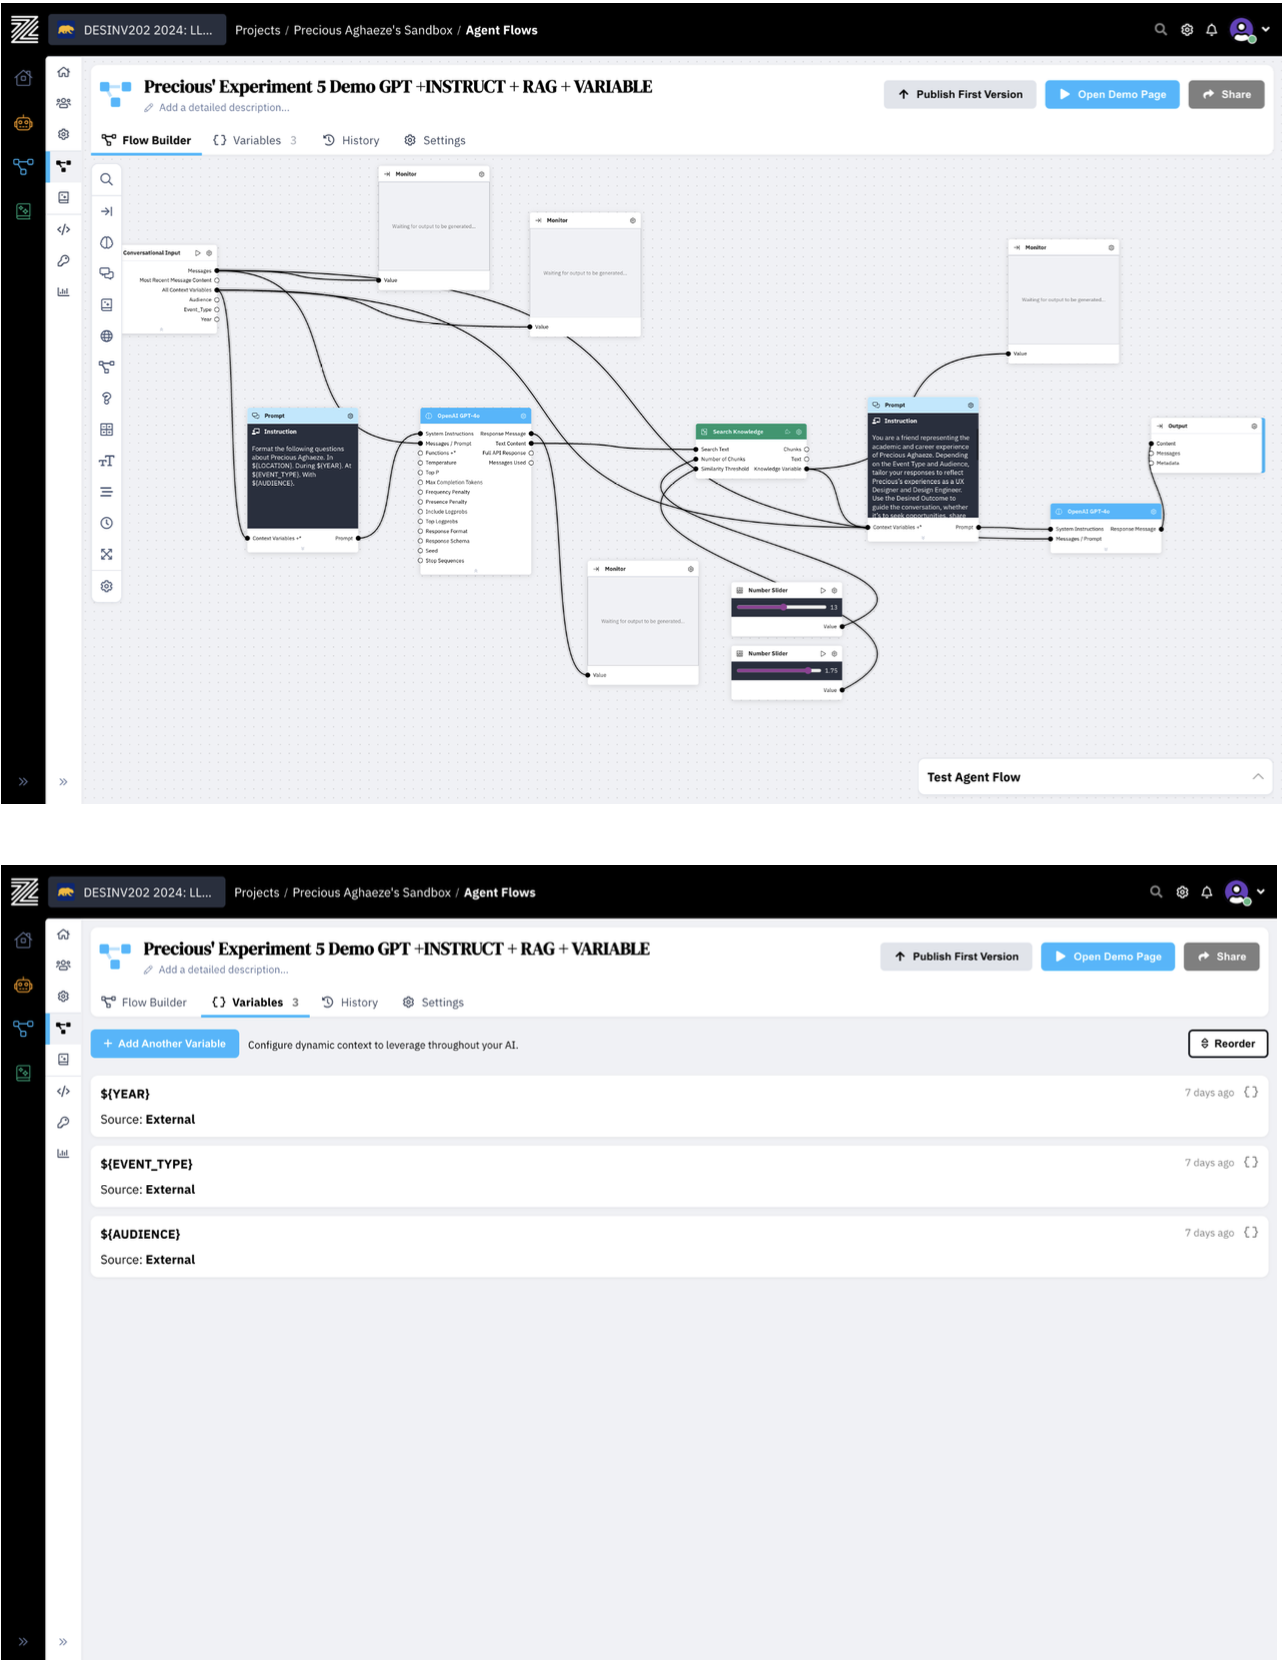 DESINV202 2024: LL...
Projects / Precious Aghaeze's Sandbox / Agent Flows
Precious' Experiment 5 Demo GPT +INSTRUCT + RAG + VARIABLE
Add a detailed description...
Publish First Version
Open Demo Page
Share
Flow Builder
Variables 3
History
Settings
Monitor
Waiting for output to be generated...
Value
Monitor
Waiting for output to be generated...
Value
Monitor
Waiting for output to be generated...
Value
Conversational Input
Messages
Most Recent Message Content
All Context Variables
Audience
Event_Type
Year
Prompt
Instruction
Format the following questions
about Precious Aghaeze. In
${LOCATION}. During ${YEAR}. At
${EVENT_TYPE}. With
${AUDIENCE}.
Context Variables +*
Prompt
OpenAI GPT-4o
System Instructions
Response Message
Messages / Prompt
Text Content
Functions +*
Full API Response
Temperature
Messages Used
Top P
Max Completion Tokens
Frequency Penalty
Presence Penalty
Include Logprobs
Top Logprobs
Response Format
Response Schema
Seed
Stop Sequences
Search Knowledge
Search Text
Chunks
Number of Chunks
Text
Similarity Threshold
Knowledge Variable
Prompt
Instruction
You are a friend representing the
academic and career experience
of Precious Aghaeze. Depending
on the Event Type and Audience,
tailor your responses to reflect
Precious's experiences as a UX
Designer and Design Engineer.
Use the Desired Outcome to
guide the conversation, whether
it's to seek opportunities, share
Context Variables +*
Prompt
Output
Content
Messages
Metadata
OpenAI GPT-4o
System Instructions
Response Message
Messages / Prompt
Monitor
Waiting for output to be generated...
Value
Number Slider
13
Value
Number Slider
1.75
Value
Test Agent Flow
DESINV202 2024: LL...
Projects / Precious Aghaeze's Sandbox / Agent Flows
Precious' Experiment 5 Demo GPT +INSTRUCT + RAG + VARIABLE
Add a detailed description...
Publish First Version
Open Demo Page
Share
Flow Builder
Variables 3
History
Settings
+ Add Another Variable
Configure dynamic context to leverage throughout your AI.
Reorder
${YEAR}
7 days ago
Source: External
${EVENT_TYPE}
7 days ago
Source: External
${AUDIENCE}
7 days ago
Source: External